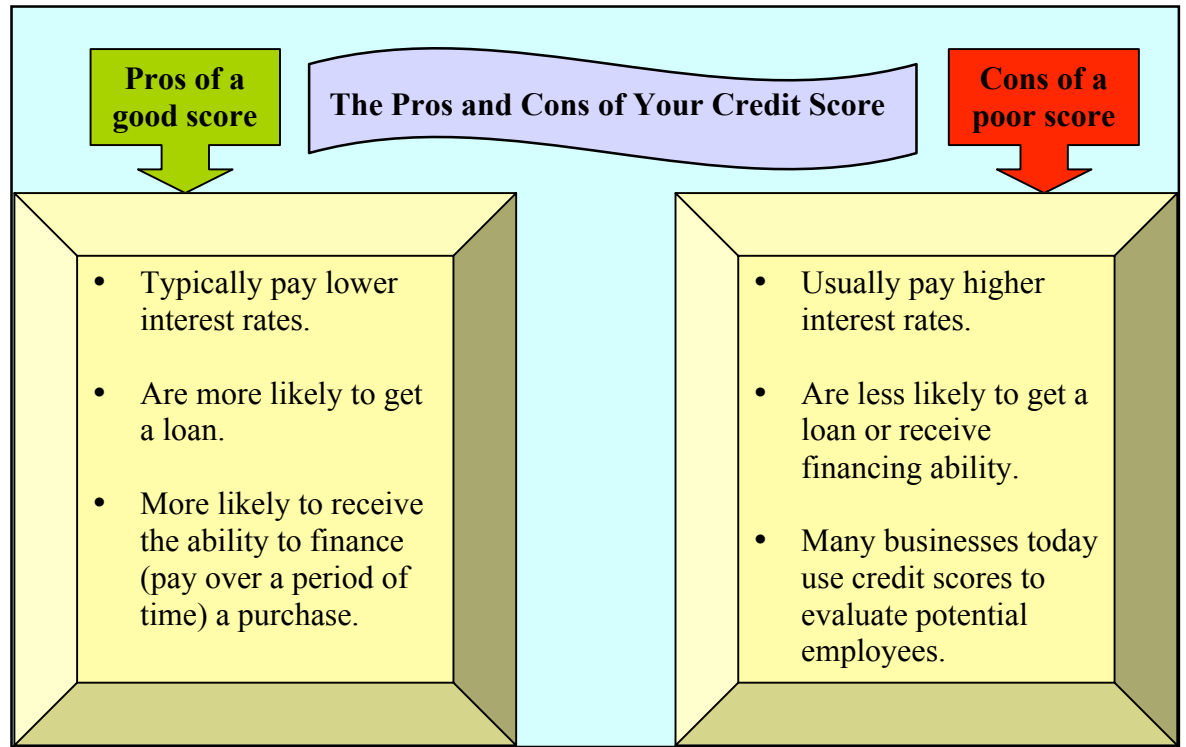 Pros of a
good score
The Pros and Cons of Your Credit Score
Cons of a
poor score
• Typically pay lower
interest rates.
• Are more likely to get
a loan.
• More likely to receive
the ability to finance
(pay over a period of
time) a purchase.
• Usually pay higher
interest rates.
• Are less likely to get a
loan or receive
financing ability.
• Many businesses today
use credit scores to
evaluate potential
employees.